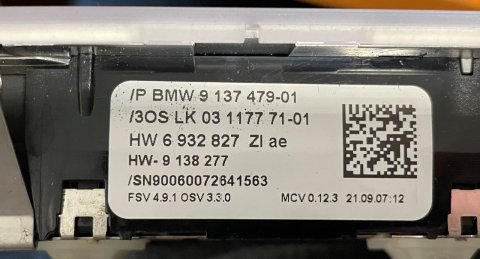 /P BMW 9 137 479-01
/3OS LK 03 1177 71-01
HW 6 932 827 ZI ae
HW- 9 138 277
/SN90060072641563
FSV 4.9.1 OSV 3.3.0 MCV 0.12.3 21.09.07;12